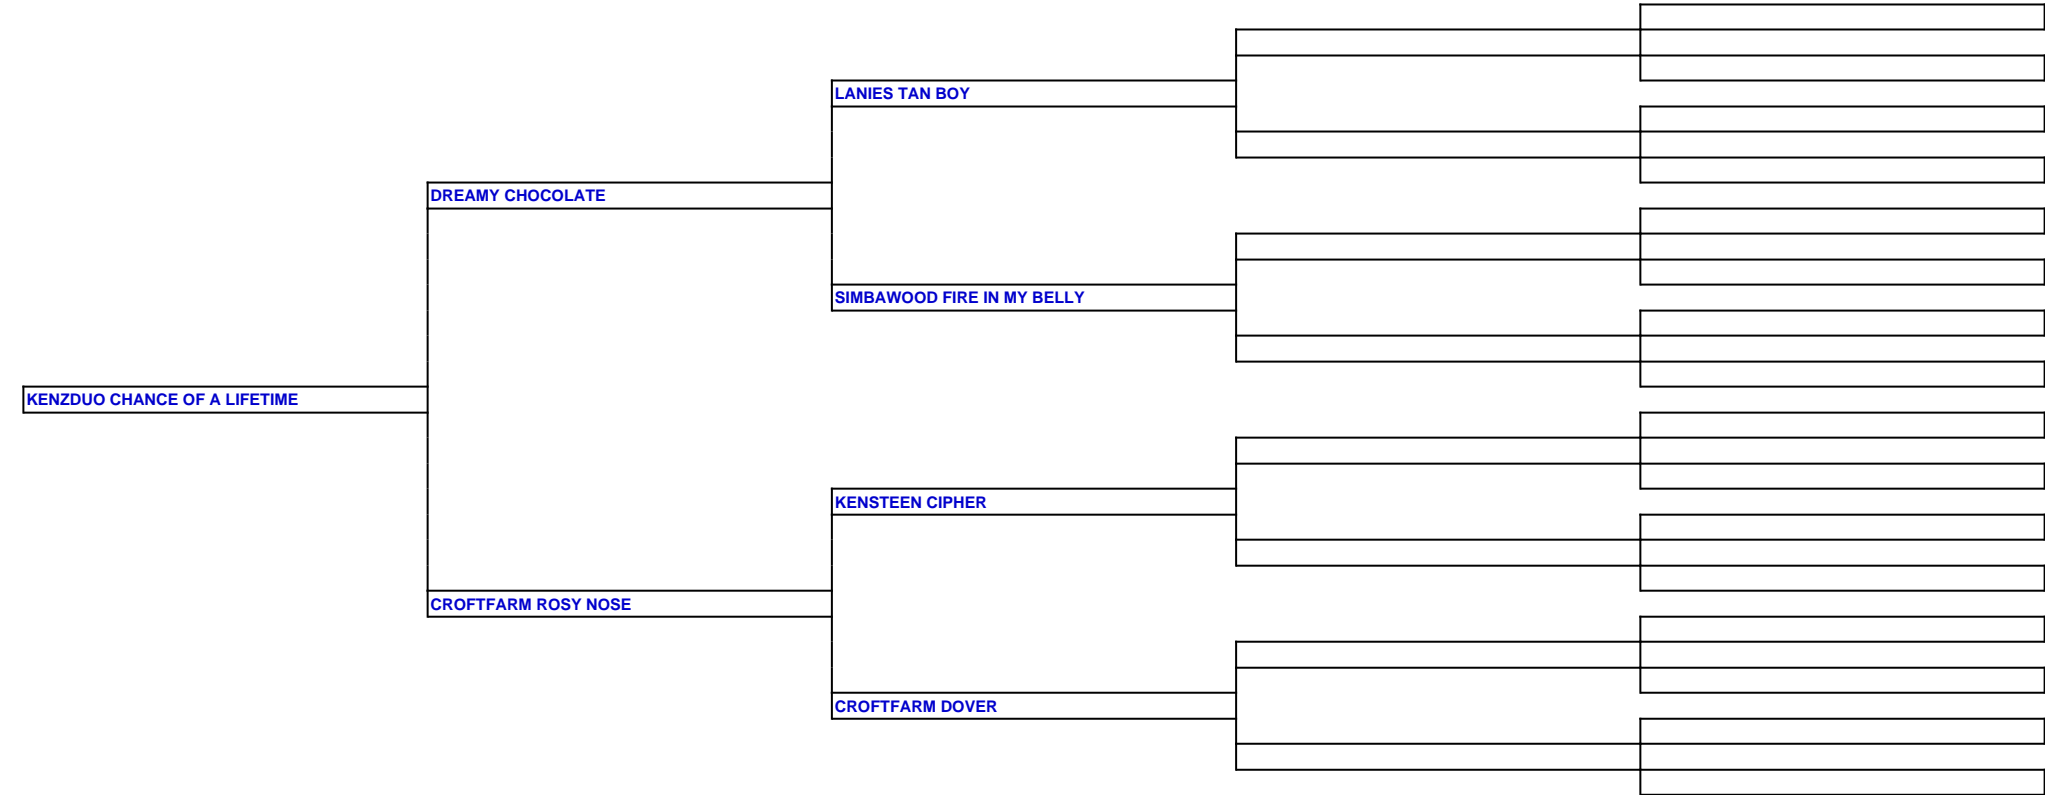 LANIES TAN BOY
DREAMY CHOCOLATE
SIMBAWOOD FIRE IN MY BELLY
KENZDUO CHANCE OF A LIFETIME
KENSTEEN CIPHER
CROFTFARM ROSY NOSE
CROFTFARM DOVER